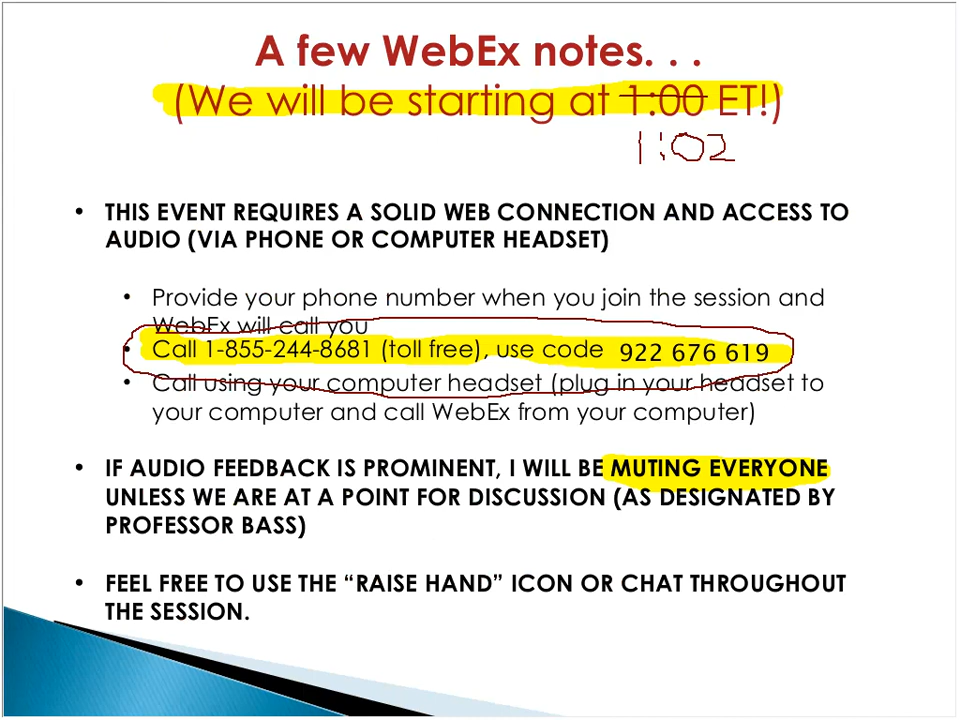 A few WebEx notes. . .
(We will be starting at 1:00 ET!)
1:02
• THIS EVENT REQUIRES A SOLID WEB CONNECTION AND ACCESS TO
AUDIO (VIA PHONE OR COMPUTER HEADSET)
• Provide your phone number when you join the session and
WebEx will call you
• Call 1-855-244-8681 (toll free), use code 922 676 619
• Call using your computer headset (plug in your headset to
your computer and call WebEx from your computer)
• IF AUDIO FEEDBACK IS PROMINENT, I WILL BE MUTING EVERYONE
UNLESS WE ARE AT A POINT FOR DISCUSSION (AS DESIGNATED BY
PROFESSOR BASS)
• FEEL FREE TO USE THE “RAISE HAND” ICON OR CHAT THROUGHOUT
THE SESSION.